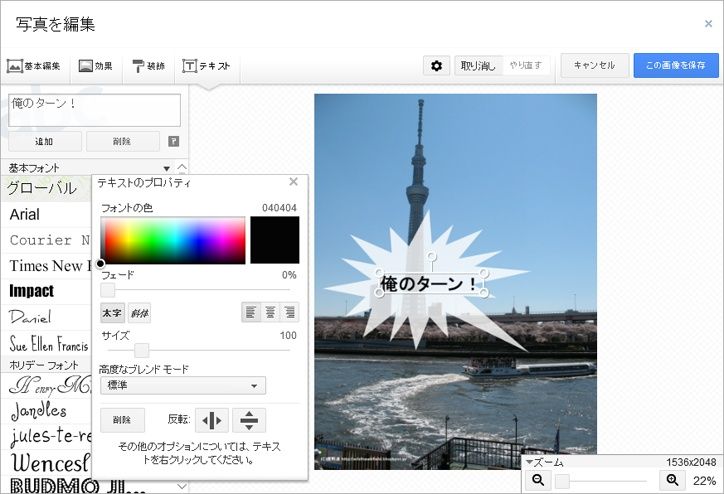 写真を編集
×
基本編集
効果
装飾
テキスト
取り消し
やり直す
キャンセル
この画像を保存
abc
俺のターン！
追加
削除
?
基本フォント
グローバル
Arial
Courier N
Times New R
Impact
Daniel
Sue Ellen Francis
ホリデー フォント
Henry M
Jandles
jules-te-re
Wencesl
BUDMO JI...
テキストのプロパティ
×
フォントの色
040404
フェード
0%
太字
斜体
サイズ
100
高度なブレンド モード
標準
削除
反転:
その他のオプションについては、テキス
トを右クリックしてください。
俺のターン！
ズーム
1536x2048
22%